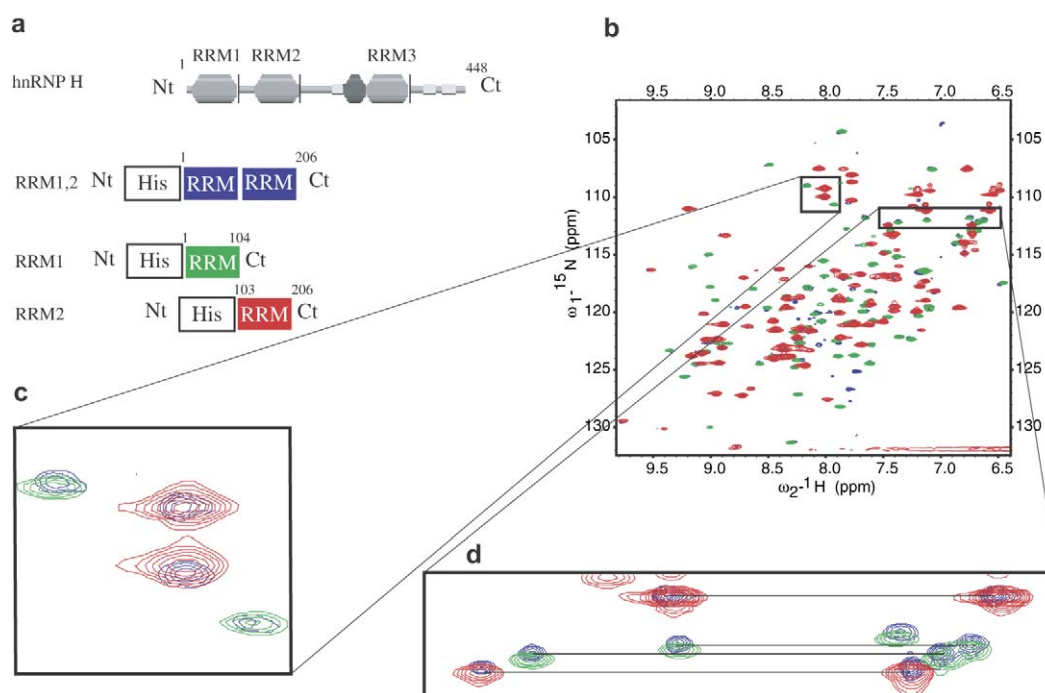 a
hnRNP H
Nt
1
RRM1
RRM2
RRM3
448
Ct
RRM1,2
Nt
His
1
RRM
RRM
206
Ct
RRM1
Nt
His
1
RRM
104
Ct
RRM2
Nt
His
103
RRM
206
Ct
b
9.5 9.0 8.5 8.0 7.5 7.0 6.5
105 105
110 110
115 115
120 120
125 125
130 130
ω1-15N (ppm)
9.5 9.0 8.5 8.0 7.5 7.0 6.5
ω2-1H (ppm)
c
d